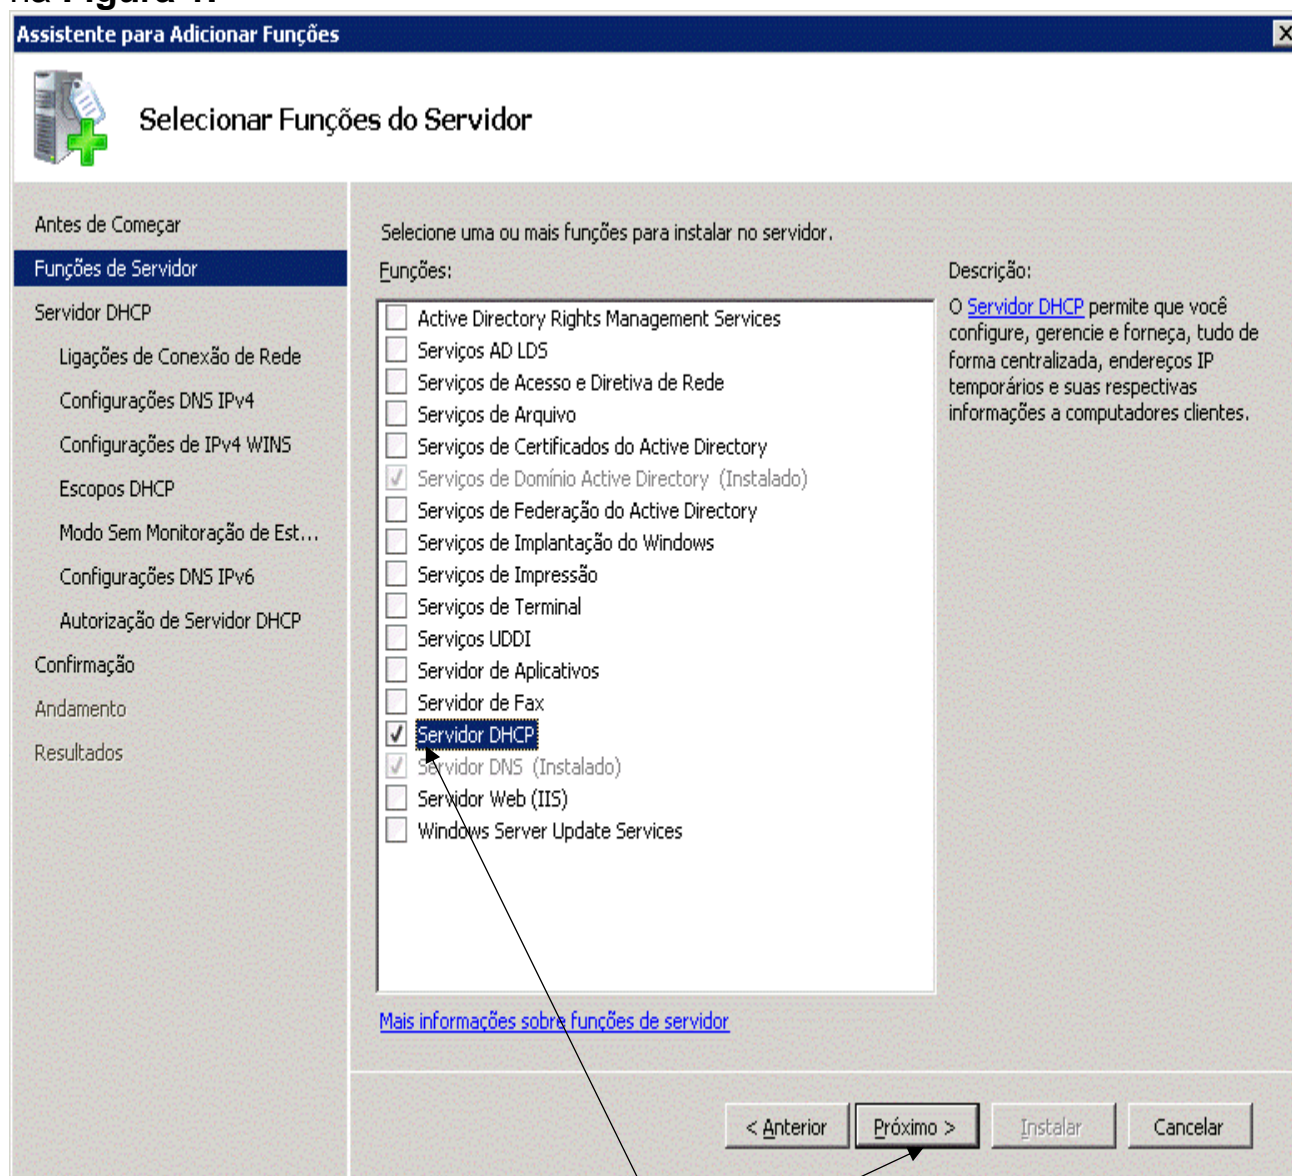 Assistente para Adicionar Funções
Selecionar Funções do Servidor
Antes de Começar
Funções de Servidor
Servidor DHCP
Ligações de Conexão de Rede
Configurações DNS IPv4
Configurações de IPv4 WINS
Escopos DHCP
Modo Sem Monitoração de Est...
Configurações DNS IPv6
Autorização de Servidor DHCP
Confirmação
Andamento
Resultados
Selecione uma ou mais funções para instalar no servidor.
Funções:
Active Directory Rights Management Services
Serviços AD LDS
Serviços de Acesso e Diretiva de Rede
Serviços de Arquivo
Serviços de Certificados do Active Directory
Serviços de Domínio Active Directory (Instalado)
Serviços de Federação do Active Directory
Serviços de Implantação do Windows
Serviços de Impressão
Serviços de Terminal
Serviços UDDI
Servidor de Aplicativos
Servidor de Fax
Servidor DHCP
Servidor DNS (Instalado)
Servidor Web (IIS)
Windows Server Update Services
Mais informações sobre funções de servidor
Descrição:
O Servidor DHCP permite que você
configure, gerencie e forneça, tudo de
forma centralizada, endereços IP
temporários e suas respectivas
informações a computadores clientes.
< Anterior
Próximo >
Instalar
Cancelar